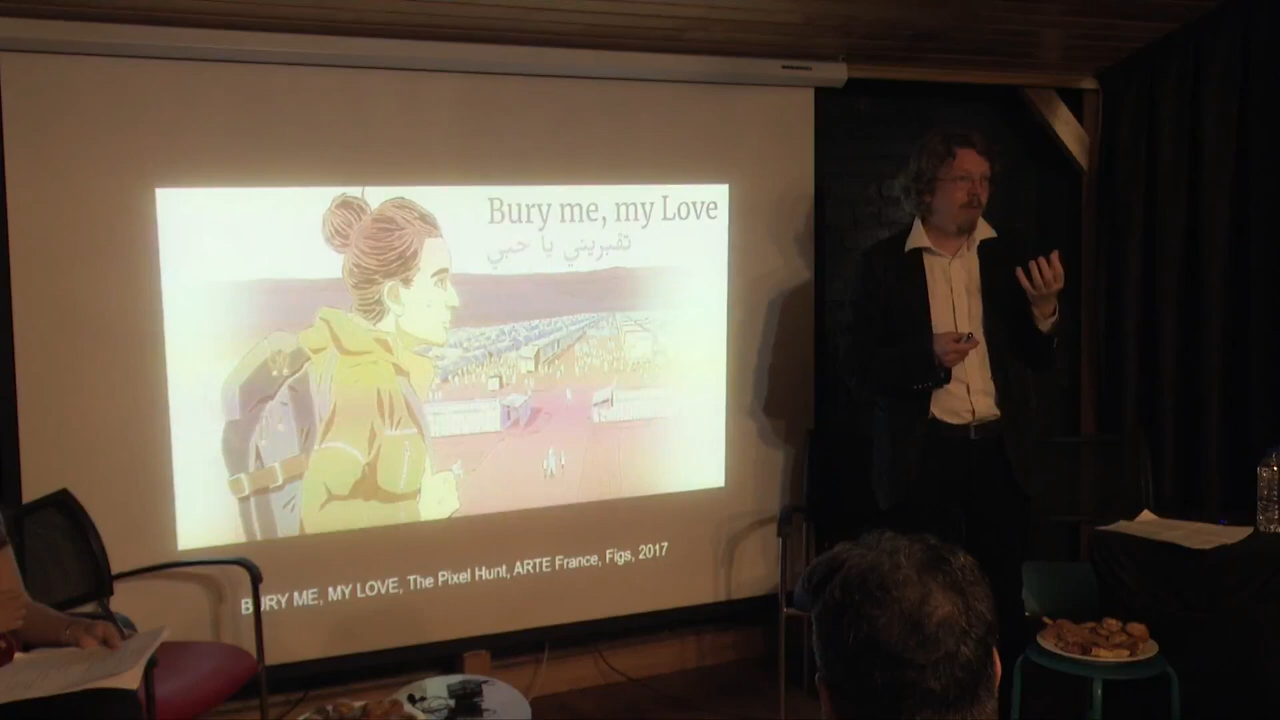 Bury me, my Love
تقبريني يا حبي
BURY ME, MY LOVE, The Pixel Hunt, ARTE France, Figs, 2017